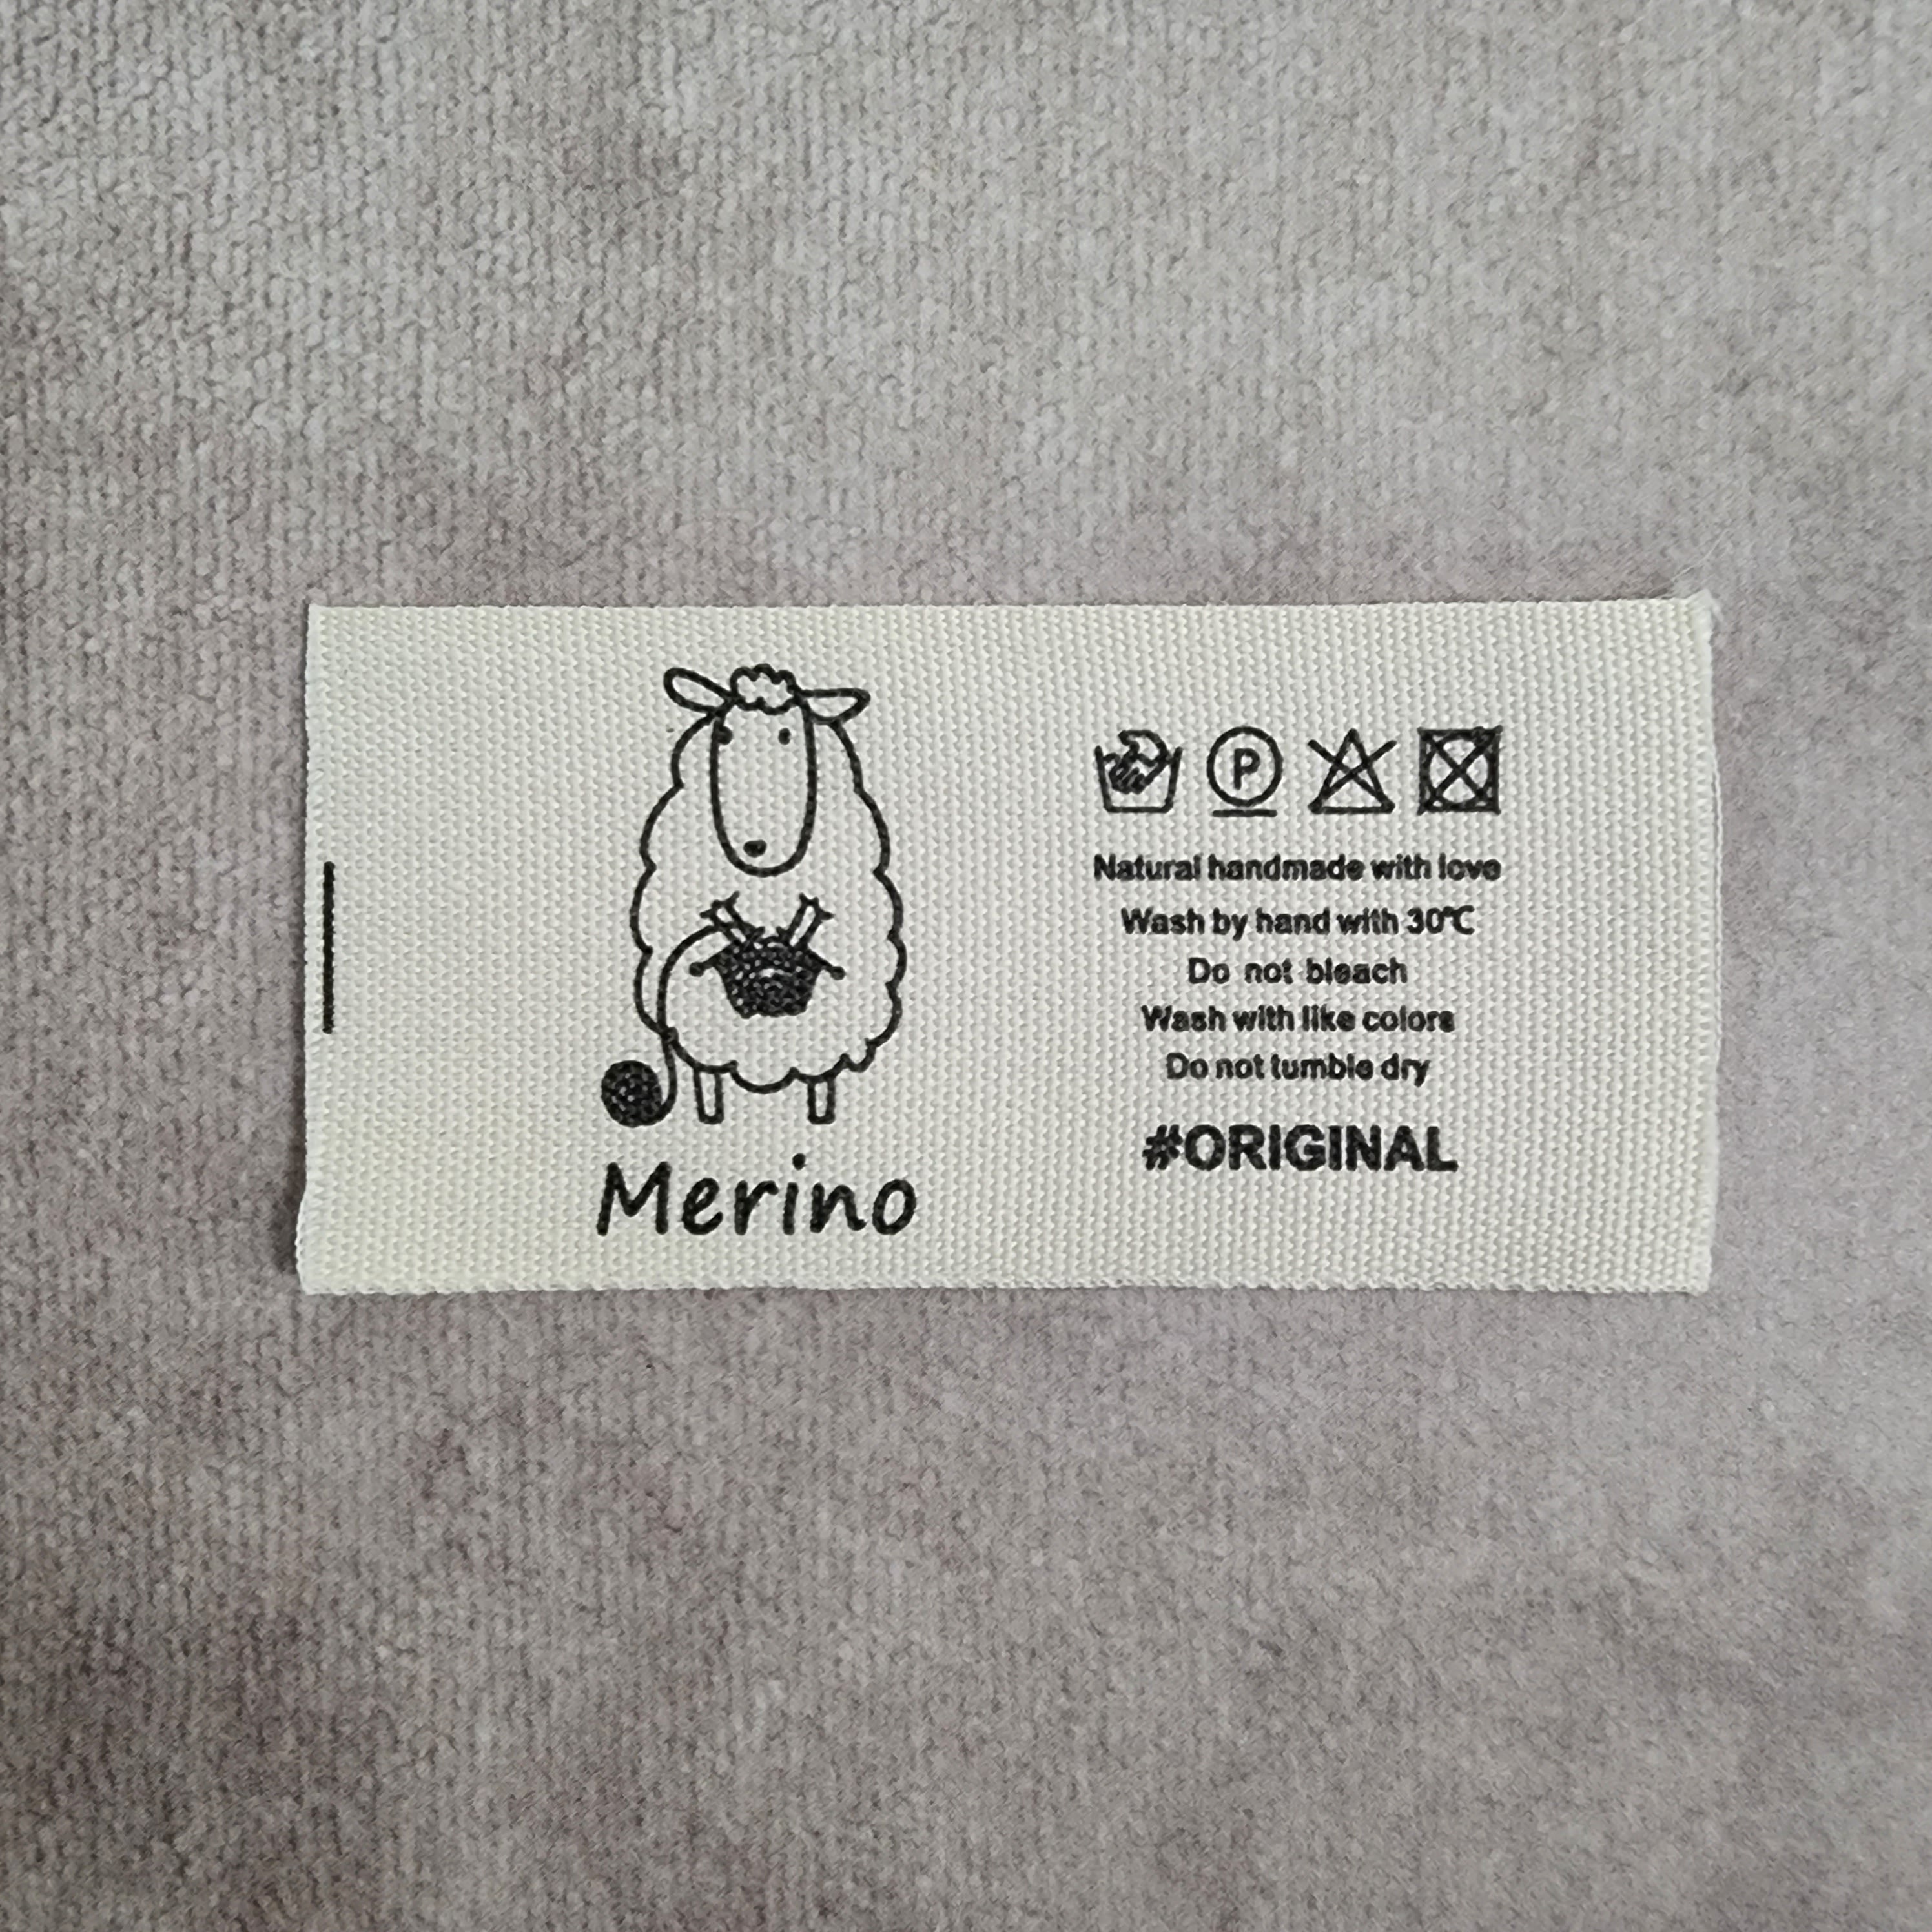 Merino
P
Natural handmade with love
Wash by hand with 30℃
Do not bleach
Wash with like colors
Do not tumble dry
#ORIGINAL